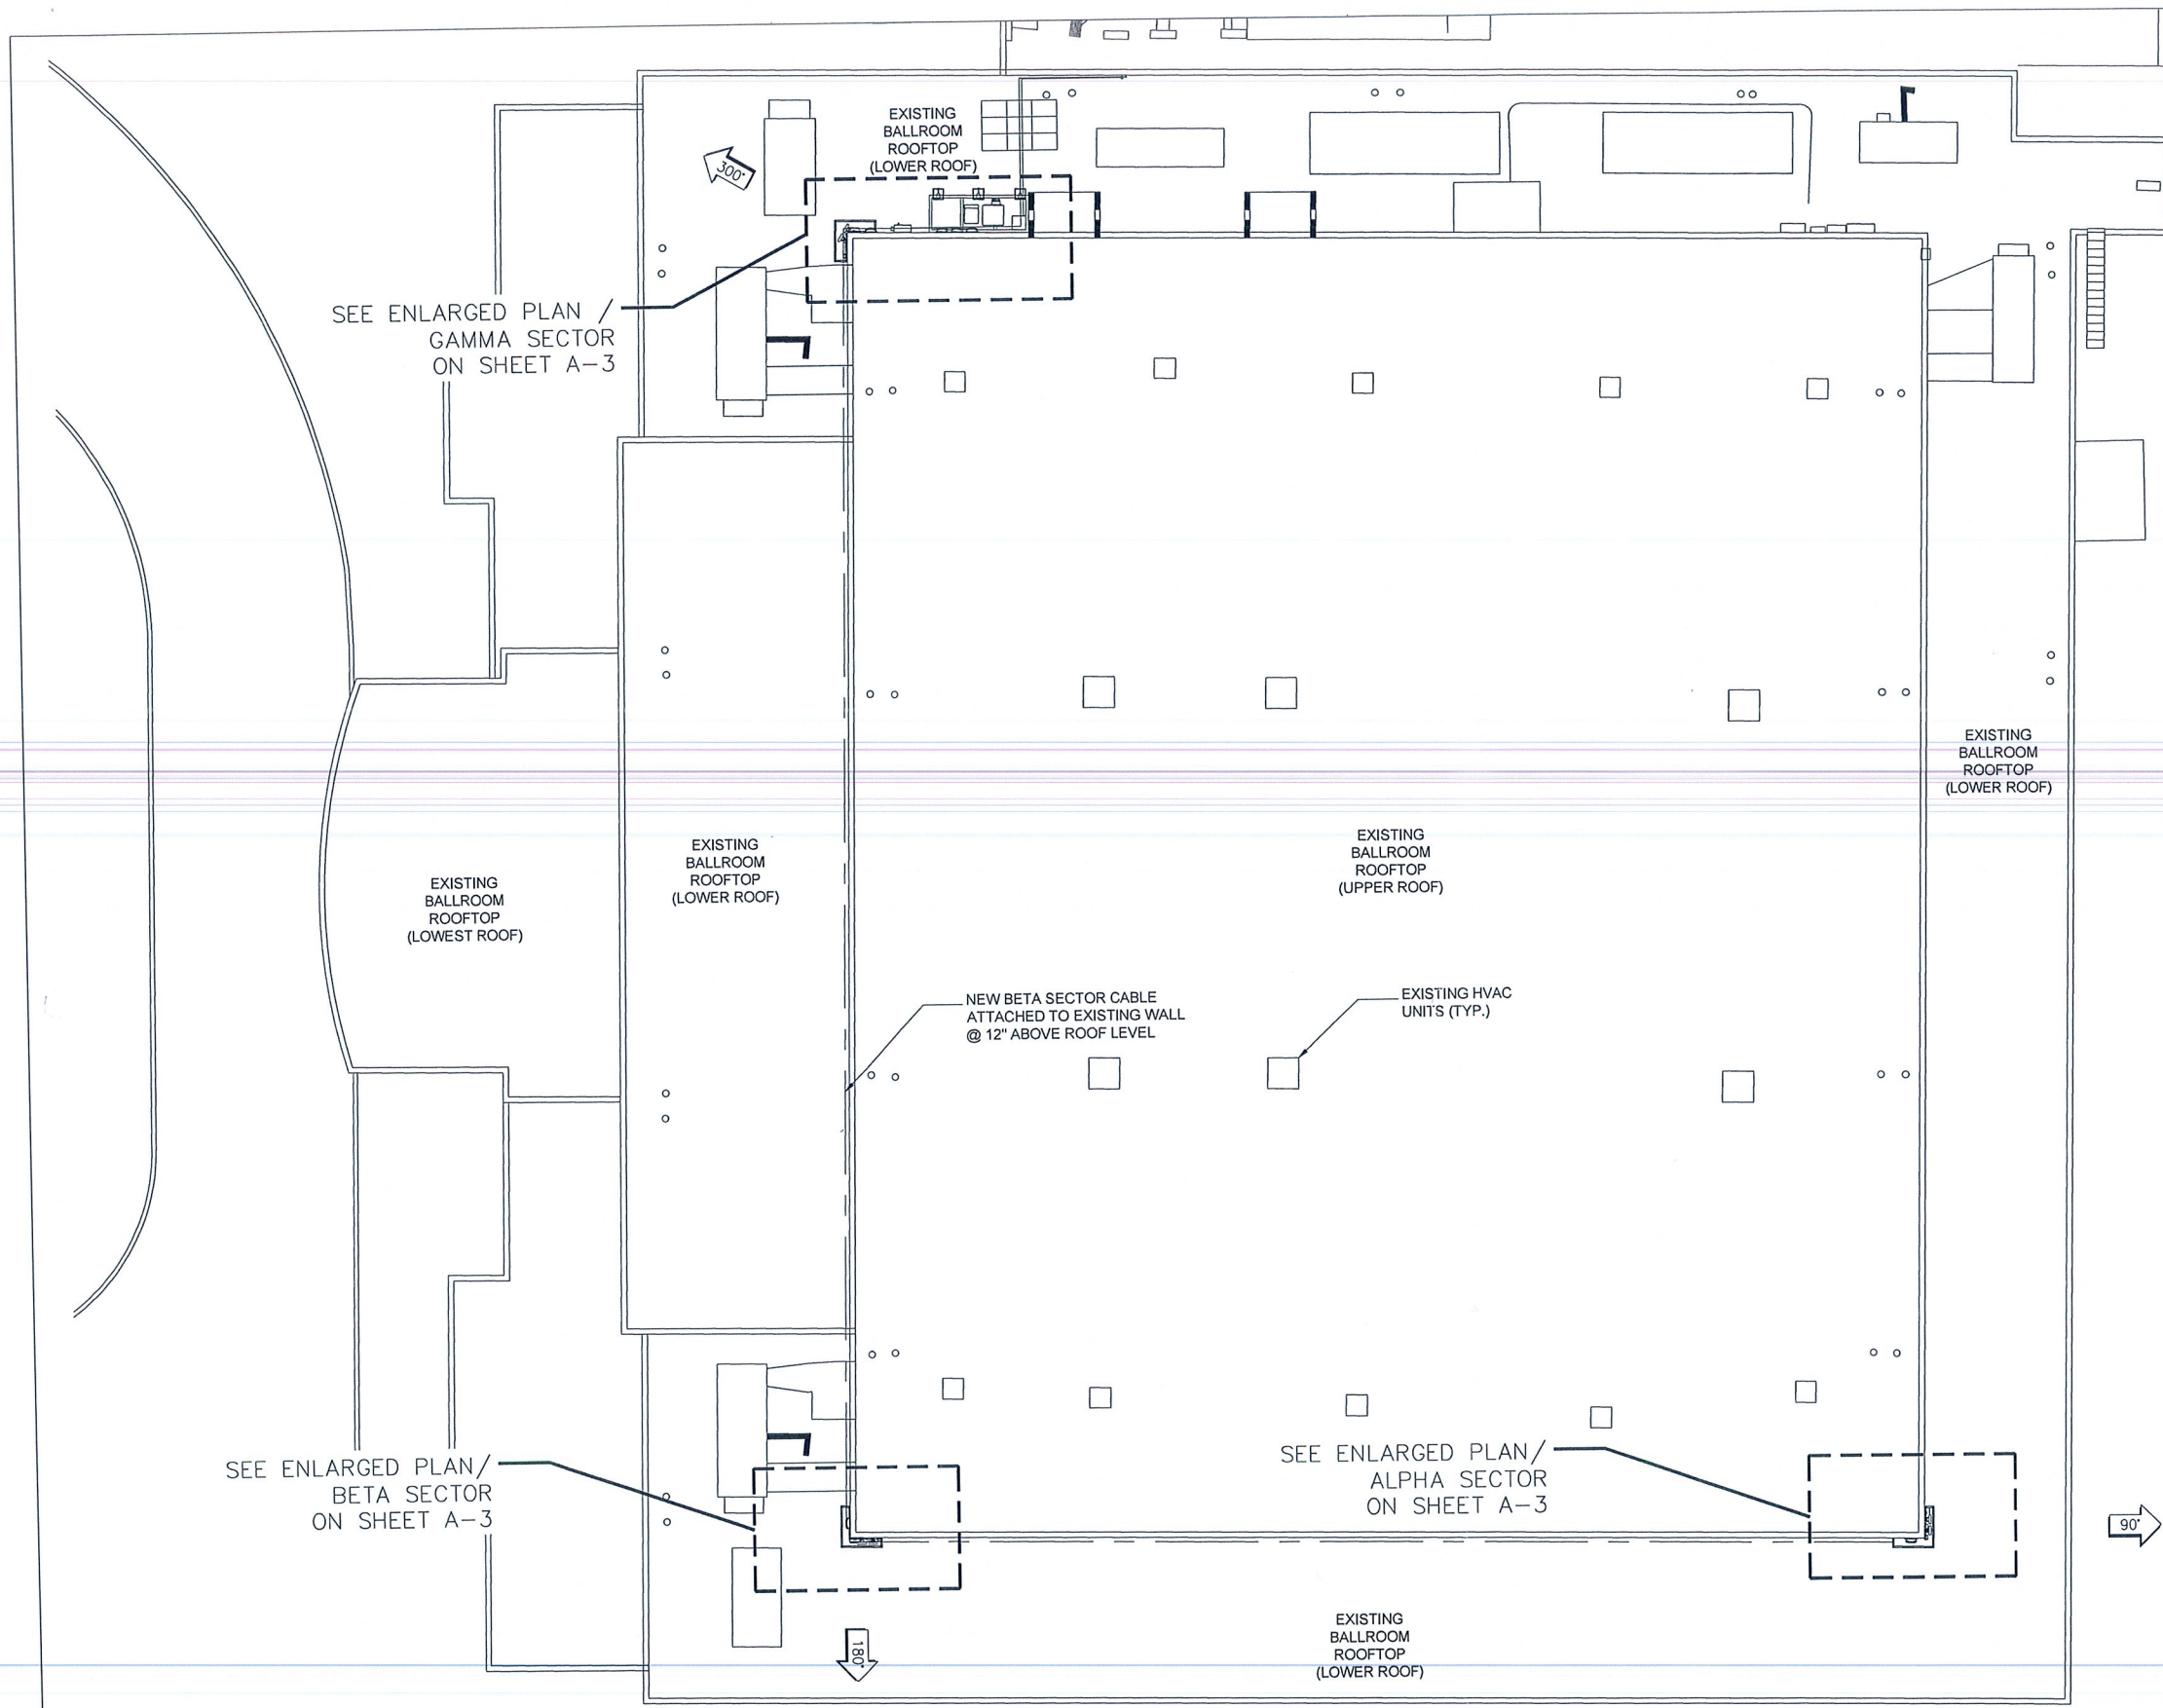 EXISTING
BALLROOM
ROOFTOP
(LOWER ROOF)
300°
SEE ENLARGED PLAN /
GAMMA SECTOR
ON SHEET A-3
EXISTING
BALLROOM
ROOFTOP
(LOWER ROOF)
EXISTING
BALLROOM
ROOFTOP
(UPPER ROOF)
EXISTING
BALLROOM
ROOFTOP
(LOWER ROOF)
EXISTING
BALLROOM
ROOFTOP
(LOWEST ROOF)
NEW BETA SECTOR CABLE
ATTACHED TO EXISTING WALL
@ 12" ABOVE ROOF LEVEL
EXISTING HVAC
UNITS (TYP.)
SEE ENLARGED PLAN/
BETA SECTOR
ON SHEET A-3
SEE ENLARGED PLAN/
ALPHA SECTOR
ON SHEET A-3
90°
180°
EXISTING
BALLROOM
ROOFTOP
(LOWER ROOF)